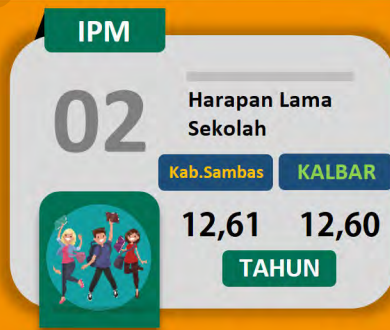 IPM
02
Harapan Lama
Sekolah
Kab.Sambas KALBAR
12,61 12,60
TAHUN